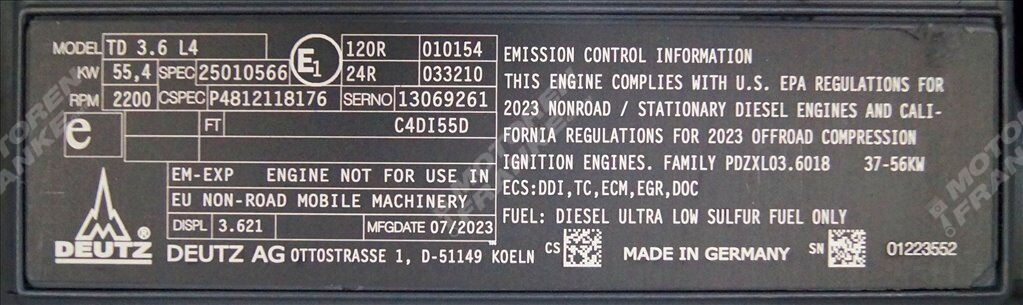 MODEL TD 3.6 L4
KW 55,4 SPEC 25010566
RPM 2200 CSPEC P4812118176 SERNO 13069261
E1
120R 010154
24R 033210
e
FT C4DI55D
EM-EXP ENGINE NOT FOR USE IN
EU NON-ROAD MOBILE MACHINERY
DISPL 3.621 MFGDATE 07/2023
DEUTZ ®
DEUTZ AG OTTOSTRASSE 1, D-51149 KOELN
EMISSION CONTROL INFORMATION
THIS ENGINE COMPLIES WITH U.S. EPA REGULATIONS FOR
2023 NONROAD / STATIONARY DIESEL ENGINES AND CALI-
FORNIA REGULATIONS FOR 2023 OFFROAD COMPRESSION
IGNITION ENGINES. FAMILY PDZXL03.6018 37-56KW
ECS:DDI,TC,ECM,EGR,DOC
FUEL: DIESEL ULTRA LOW SULFUR FUEL ONLY
CS MADE IN GERMANY SN 01223552
MOTOREN
FRANKEN